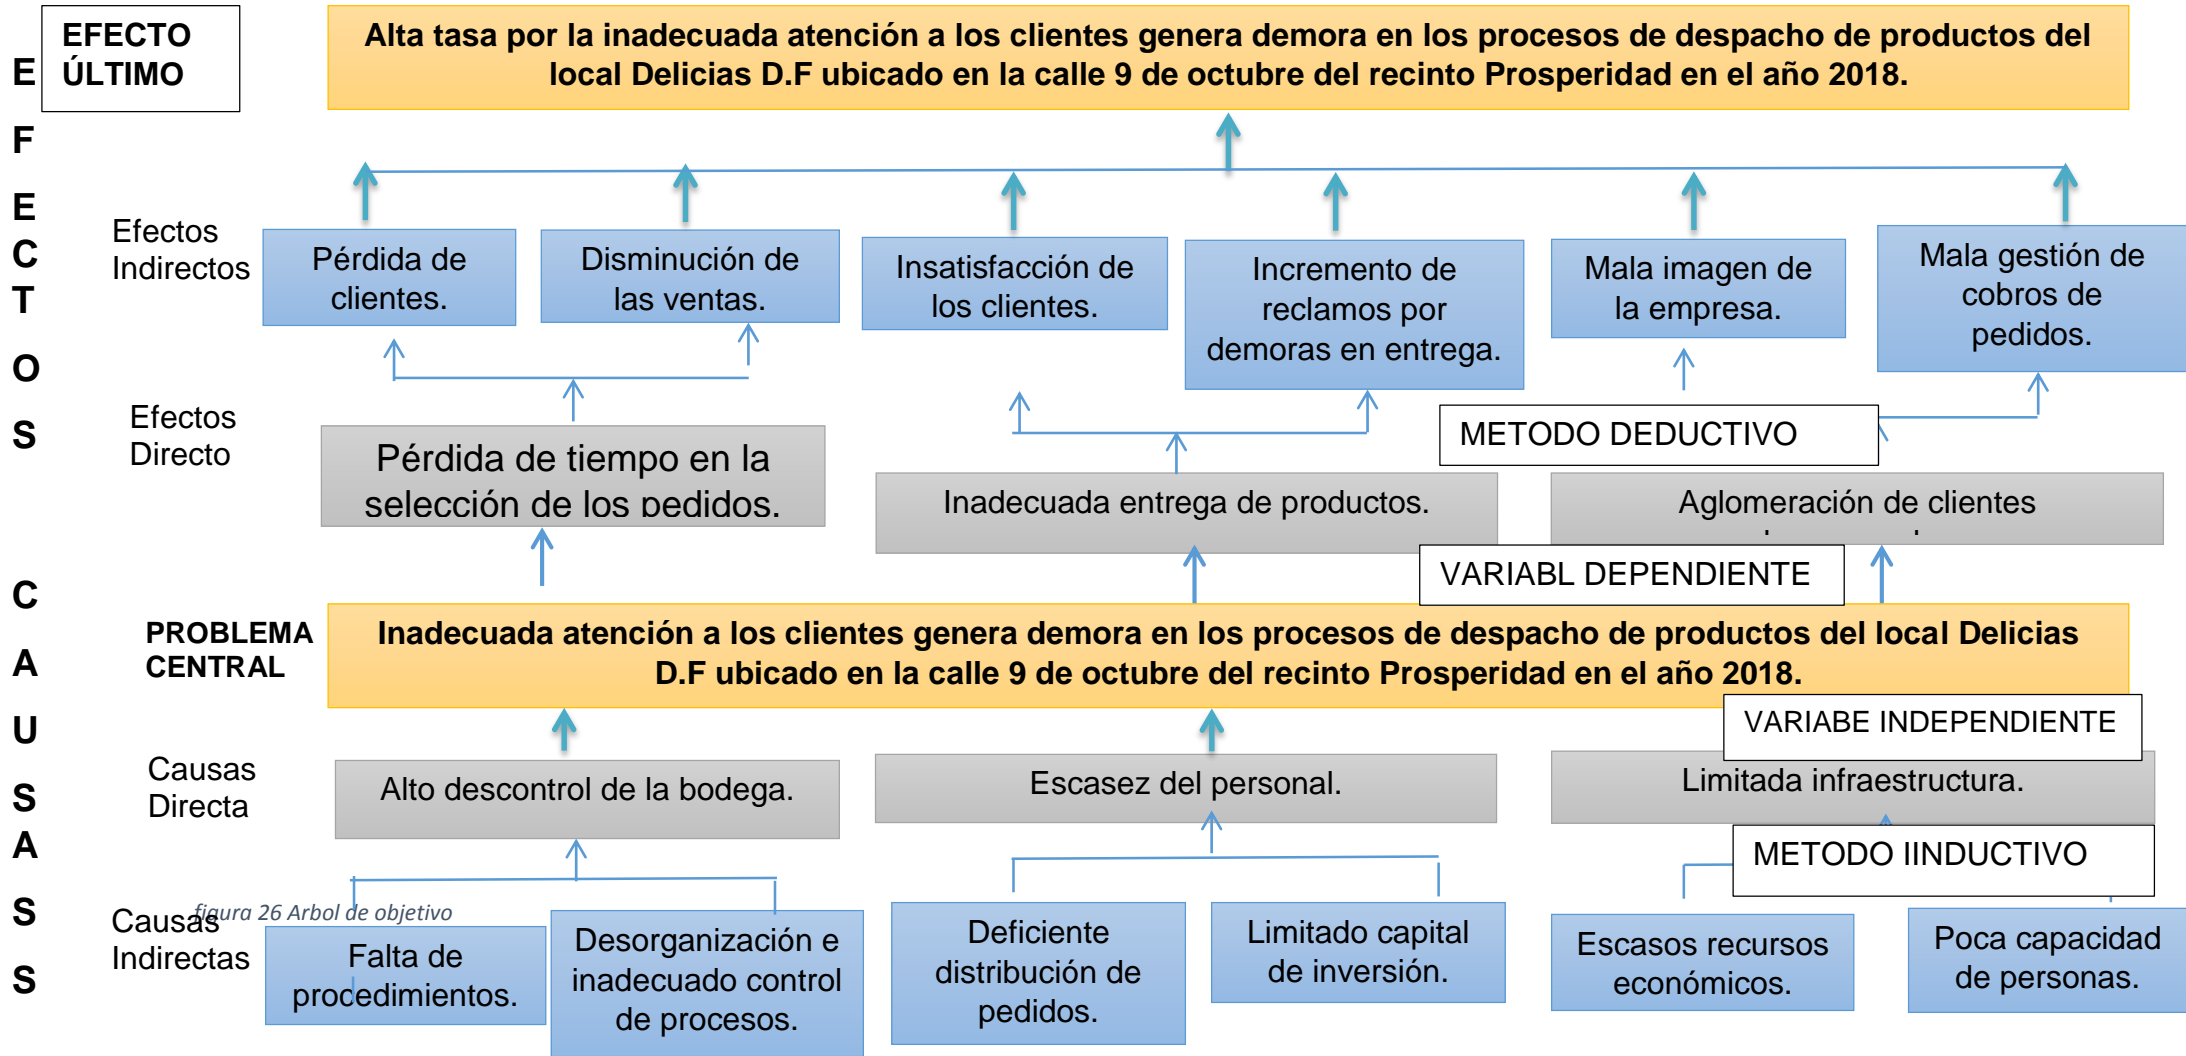 EFECTO
ÚLTIMO
Alta tasa por la inadecuada atención a los clientes genera demora en los procesos de despacho de productos del
local Delicias D.F ubicado en la calle 9 de octubre del recinto Prosperidad en el año 2018.
E
F
E
C
T
O
S
Efectos
Indirectos
Pérdida de
clientes.
Disminución de
las ventas.
Insatisfacción de
los clientes.
Incremento de
reclamos por
demoras en entrega.
Mala imagen de
la empresa.
Mala gestión de
cobros de
pedidos.
Efectos
Directo
METODO DEDUCTIVO
Pérdida de tiempo en la
selección de los pedidos.
Inadecuada entrega de productos.
Aglomeración de clientes
VARIABL DEPENDIENTE
C
A
U
S
A
S
S
PROBLEMA
CENTRAL
Inadecuada atención a los clientes genera demora en los procesos de despacho de productos del local Delicias
D.F ubicado en la calle 9 de octubre del recinto Prosperidad en el año 2018.
VARIABE INDEPENDIENTE
Causas
Directa
Alto descontrol de la bodega.
Escasez del personal.
Limitada infraestructura.
METODO IINDUCTIVO
figura 26 Arbol de objetivo
Causas
Indirectas
Falta de
procedimientos.
Desorganización e
inadecuado control
de procesos.
Deficiente
distribución de
pedidos.
Limitado capital
de inversión.
Escasos recursos
económicos.
Poca capacidad
de personas.